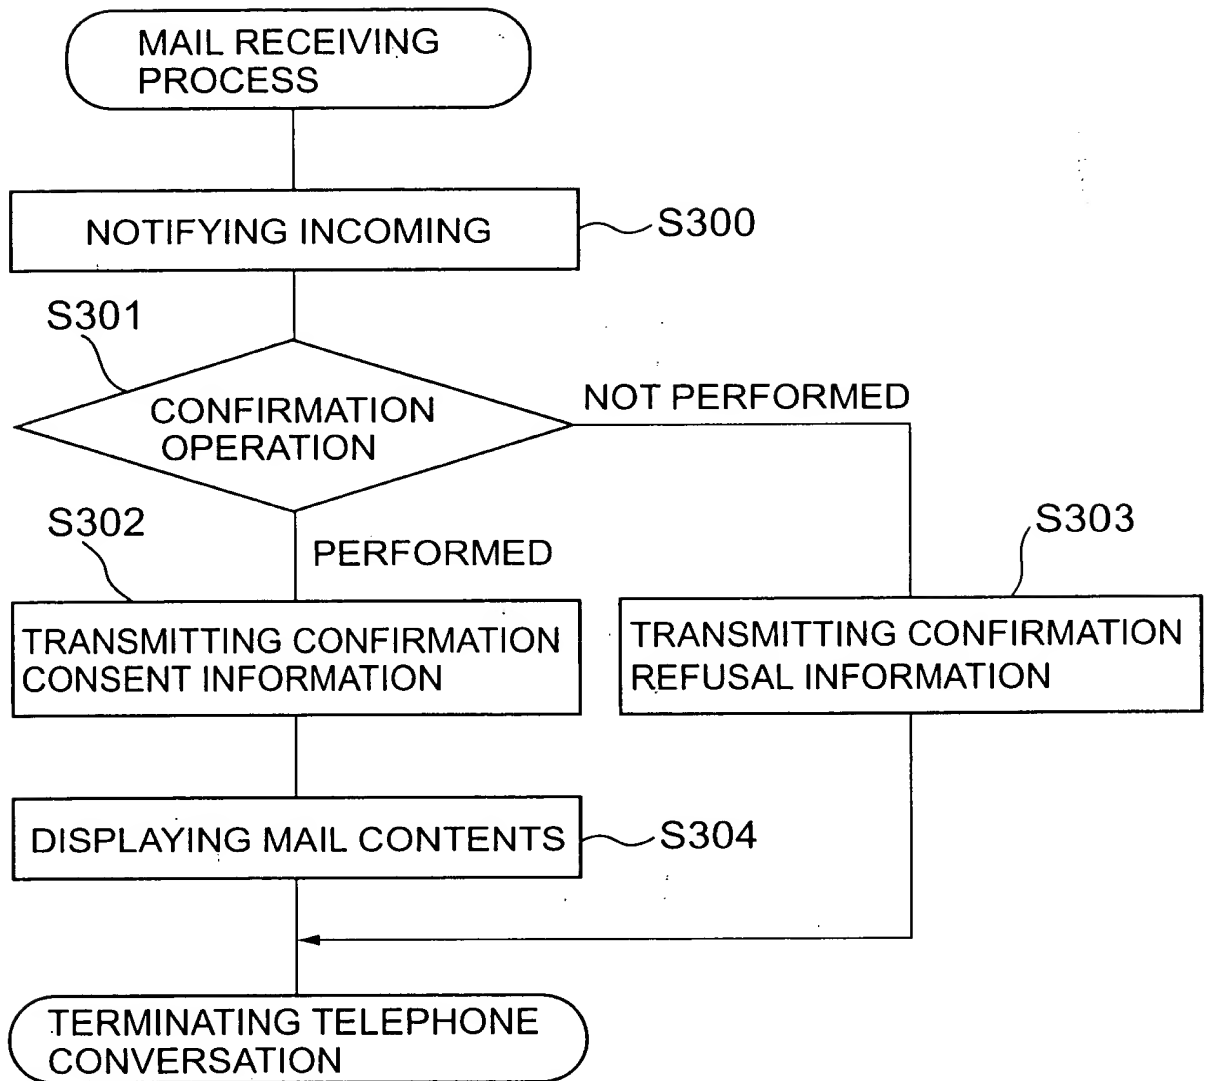 MAIL RECEIVING
PROCESS
NOTIFYING INCOMING
S300
S301
CONFIRMATION
OPERATION
NOT PERFORMED
S302
PERFORMED
S303
TRANSMITTING CONFIRMATION
CONSENT INFORMATION
TRANSMITTING CONFIRMATION
REFUSAL INFORMATION
DISPLAYING MAIL CONTENTS
S304
TERMINATING TELEPHONE
CONVERSATION